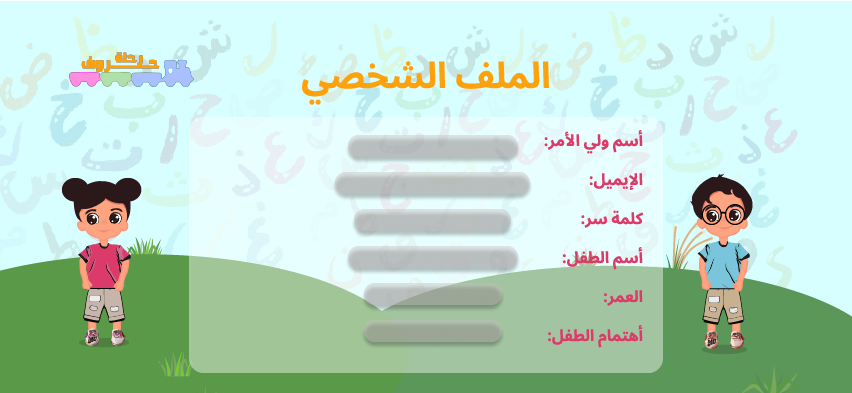 رحلة
حروف
الملف الشخصي
أسم ولي الأمر:
الإيميل:
كلمة سر:
أسم الطفل:
العمر:
أهتمام الطفل: